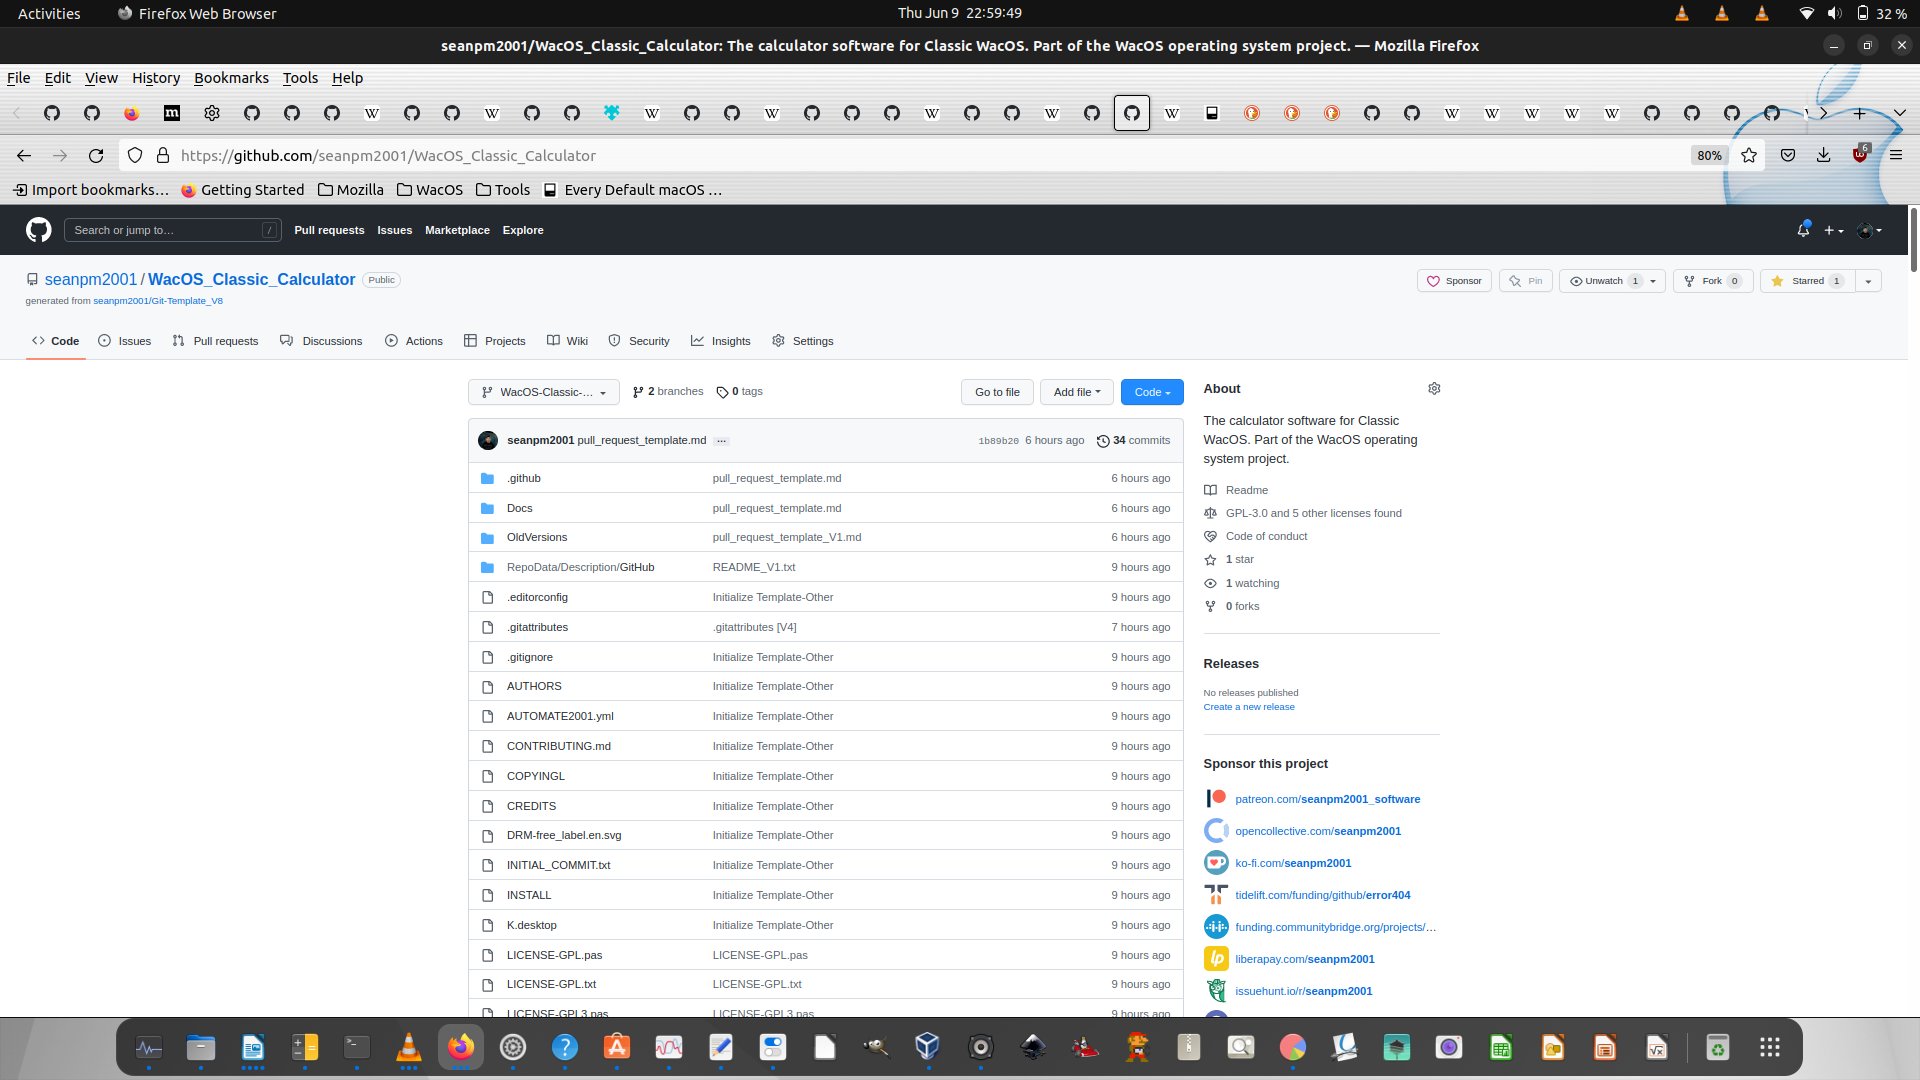 Activities
Firefox Web Browser
Thu Jun 9 22:59:49
32 %
seanpm2001/WacOS_Classic_Calculator: The calculator software for Classic WacOS. Part of the WacOS operating system project. — Mozilla Firefox
File Edit View History Bookmarks Tools Help
https://github.com/seanpm2001/WacOS_Classic_Calculator
80%
6
Import bookmarks… Getting Started Mozilla WacOS Tools Every Default macOS …
Search or jump to… /
Pull requests Issues Marketplace Explore
seanpm2001 / WacOS_Classic_Calculator Public
generated from seanpm2001/Git-Template_V8
Sponsor Pin Unwatch 1 Fork 0 Starred 1
Code Issues Pull requests Discussions Actions Projects Wiki Security Insights Settings
WacOS-Classic-... 2 branches 0 tags Go to file Add file Code
seanpm2001 pull_request_template.md ... 1b89b20 6 hours ago 34 commits
.github pull_request_template.md 6 hours ago
Docs pull_request_template.md 6 hours ago
OldVersions pull_request_template_V1.md 6 hours ago
RepoData/Description/GitHub README_V1.txt 9 hours ago
.editorconfig Initialize Template-Other 9 hours ago
.gitattributes .gitattributes [V4] 7 hours ago
.gitignore Initialize Template-Other 9 hours ago
AUTHORS Initialize Template-Other 9 hours ago
AUTOMATE2001.yml Initialize Template-Other 9 hours ago
CONTRIBUTING.md Initialize Template-Other 9 hours ago
COPYINGL Initialize Template-Other 9 hours ago
CREDITS Initialize Template-Other 9 hours ago
DRM-free_label.en.svg Initialize Template-Other 9 hours ago
INITIAL_COMMIT.txt Initialize Template-Other 9 hours ago
INSTALL Initialize Template-Other 9 hours ago
K.desktop Initialize Template-Other 9 hours ago
LICENSE-GPL.pas LICENSE-GPL.pas 9 hours ago
LICENSE-GPL.txt LICENSE-GPL.txt 9 hours ago
LICENSE-GPL3.pas LICENSE-GPL3.pas 9 hours ago
About
The calculator software for Classic
WacOS. Part of the WacOS operating
system project.
Readme
GPL-3.0 and 5 other licenses found
Code of conduct
1 star
1 watching
0 forks
Releases
No releases published
Create a new release
Sponsor this project
patreon.com/seanpm2001_software
opencollective.com/seanpm2001
ko-fi.com/seanpm2001
tidelift.com/funding/github/error404
funding.communitybridge.org/projects/…
liberapay.com/seanpm2001
issuehunt.io/r/seanpm2001